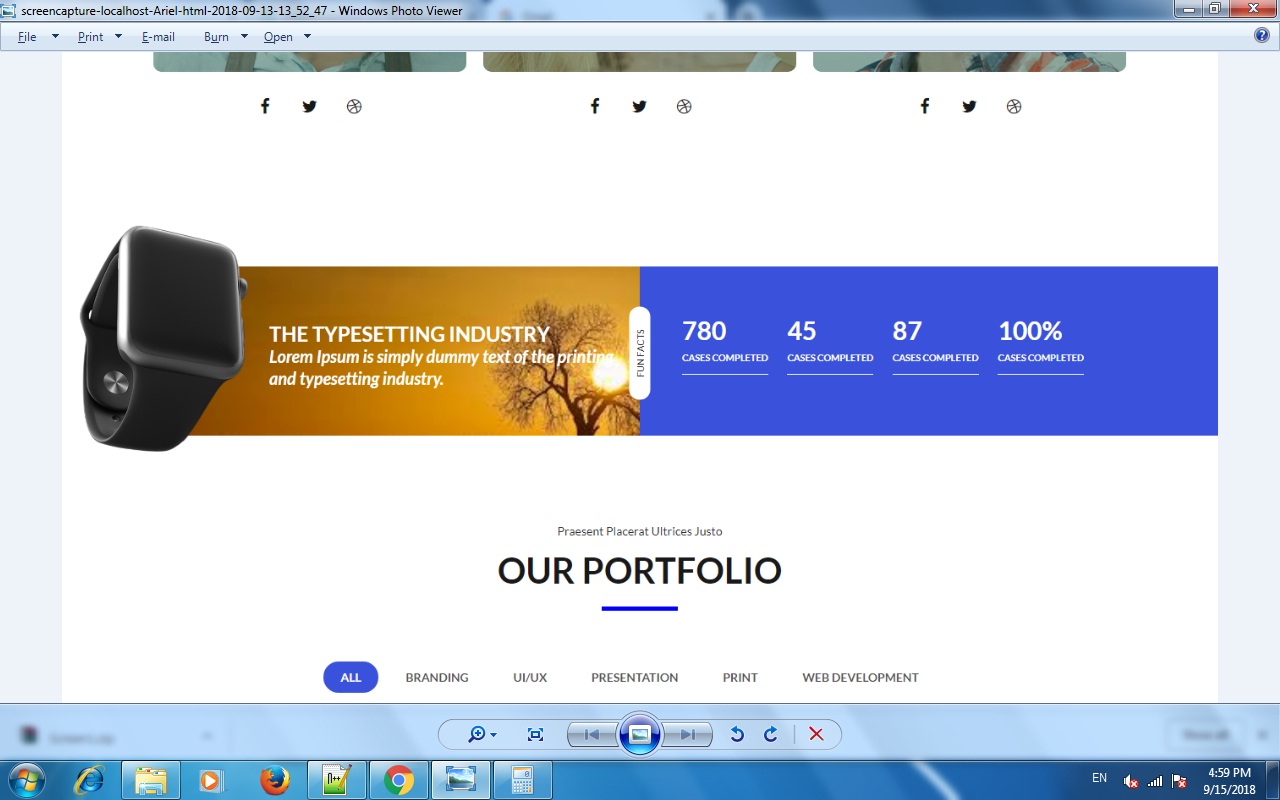 screencapture-localhost-Ariel-html-2018-09-13-13_52_47 - Windows Photo Viewer
File Print E-mail Burn Open
THE TYPESETTING INDUSTRY
Lorem Ipsum is simply dummy text of the printing
and typesetting industry.
FUN FACTS
780 45 87 100%
CASES COMPLETED CASES COMPLETED CASES COMPLETED CASES COMPLETED
Praesent Placerat Ultrices Justo
OUR PORTFOLIO
ALL BRANDING UI/UX PRESENTATION PRINT WEB DEVELOPMENT
EN
4:59 PM
9/15/2018